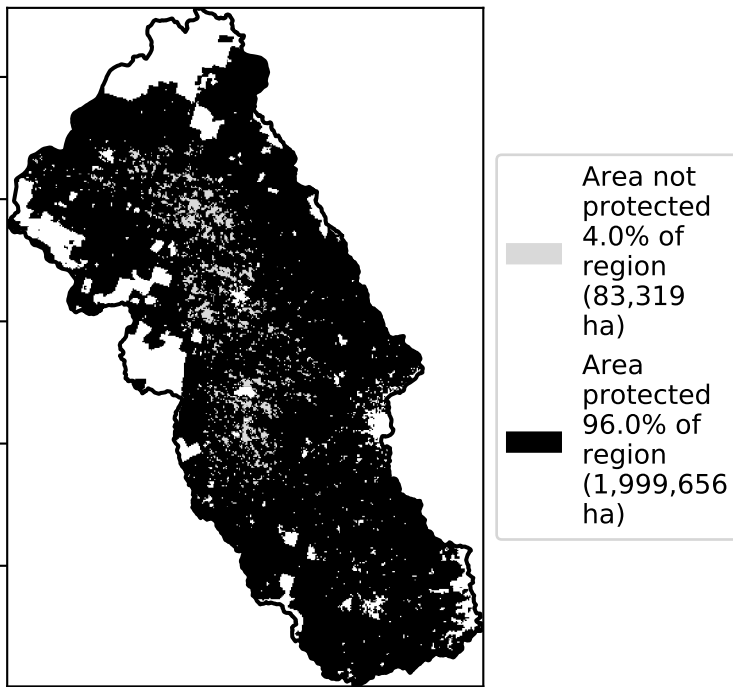 Area not
protected
4.0% of
region
(83,319
ha)
Area
protected
96.0% of
region
(1,999,656
ha)